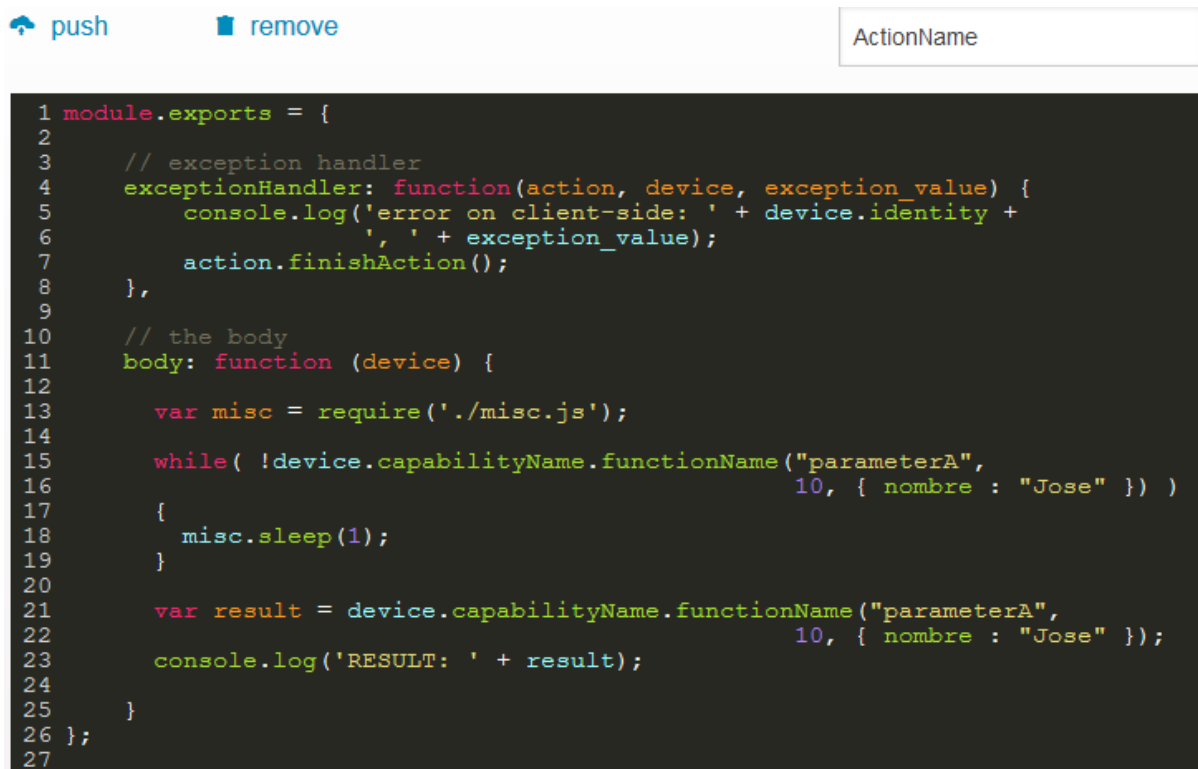 push remove ActionName
1 module.exports = {
2
3 // exception handler
4 exceptionHandler: function(action, device, exception_value) {
5 console.log('error on client-side: ' + device.identity +
6 ', ' + exception_value);
7 action.finishAction();
8 },
9
10 // the body
11 body: function (device) {
12
13 var misc = require('./misc.js');
14
15 while( !device.capabilityName.functionName("parameterA",
16 10, { nombre : "Jose" }) )
17 {
18 misc.sleep(1);
19 }
20
21 var result = device.capabilityName.functionName("parameterA",
22 10, { nombre : "Jose" });
23 console.log('RESULT: ' + result);
24
25 }
26 };
27